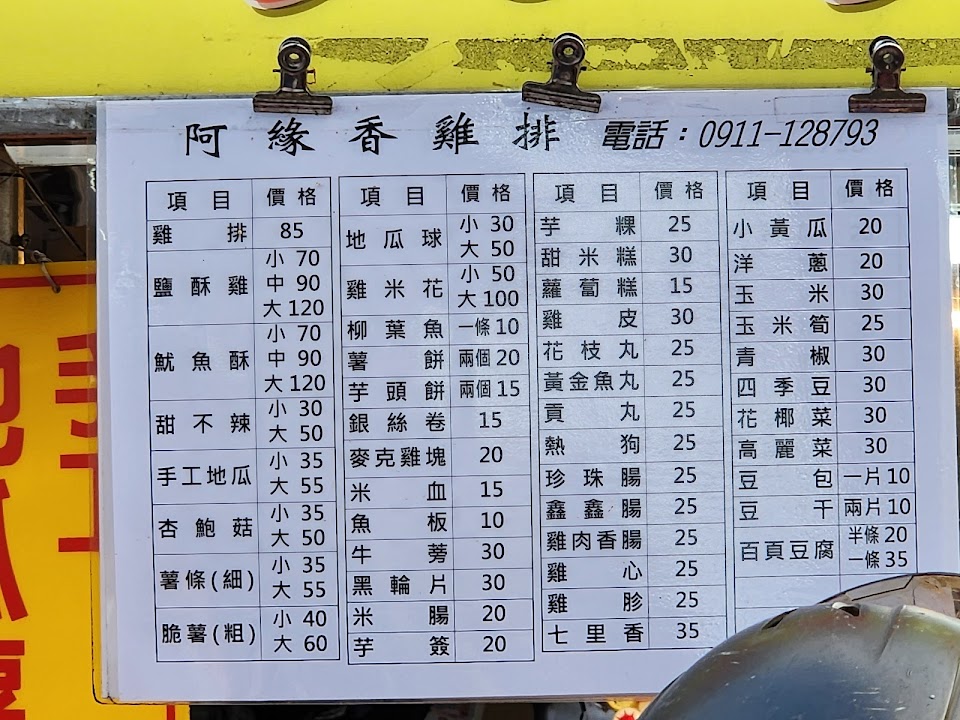 阿緣香雞排 電話：0911-128793
項目 價格
雞排 85
鹽酥雞 小 70
中 90
大 120
魷魚酥 小 70
中 90
大 120
甜不辣 小 30
大 50
手工地瓜 小 35
大 55
杏鮑菇 小 35
大 50
薯條(細) 小 35
大 55
脆薯(粗) 小 40
大 60
項目 價格
地瓜球 小 30
大 50
雞米花 小 50
大 100
柳葉魚 一條 10
薯餅 兩個 20
芋頭餅 兩個 15
銀絲卷 15
麥克雞塊 20
米血 15
魚板 10
牛蒡 30
黑輪片 30
米腸 20
芋簽 20
項目 價格
芋粿 25
甜米糕 30
蘿蔔糕 15
雞皮 30
花枝丸 25
黃金魚丸 25
貢丸 25
熱狗 25
珍珠腸 25
鑫鑫腸 25
雞肉香腸 25
雞心 25
雞胗 25
七里香 35
項目 價格
小黃瓜 20
洋蔥 20
玉米 30
玉米筍 25
青椒 30
四季豆 30
花椰菜 30
高麗菜 30
豆包 一片 10
豆干 兩片 10
百頁豆腐 半條 20
一條 35